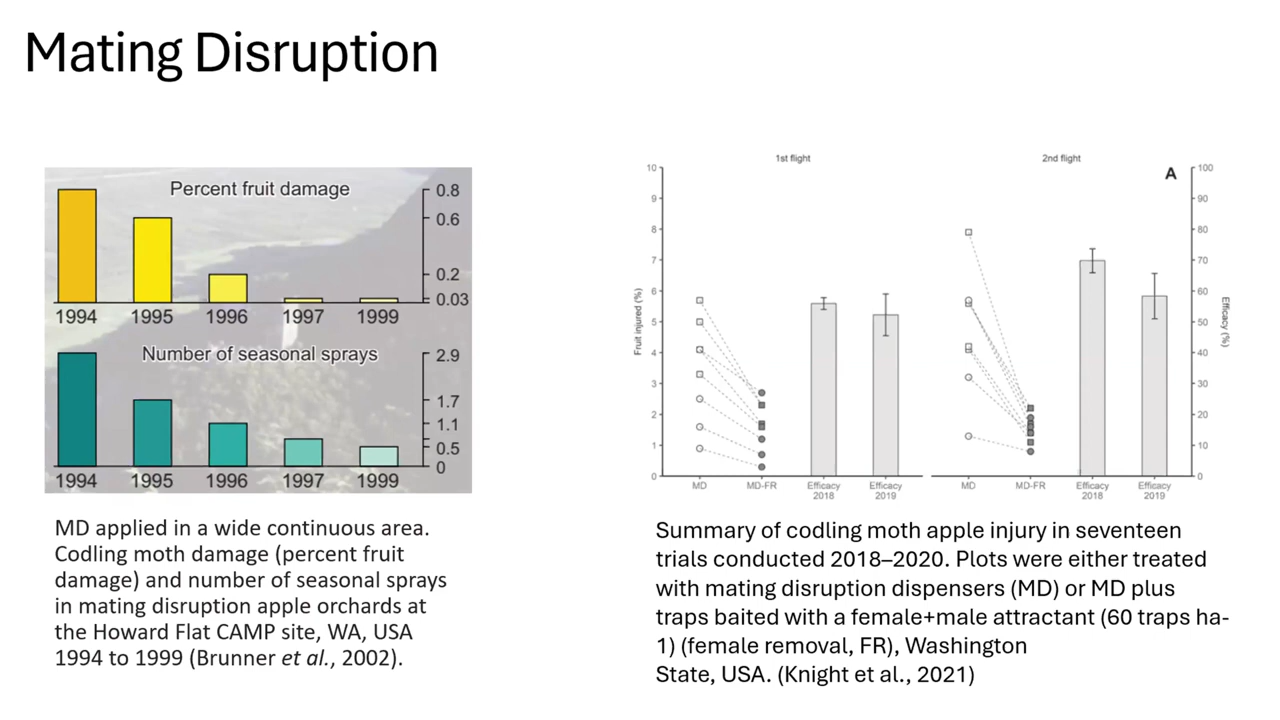 Mating Disruption
Percent fruit damage
0.8
0.6
0.2
0.03
1994 1995 1996 1997 1999
Number of seasonal sprays
2.9
1.7
1.1
0.5
0
1994 1995 1996 1997 1999
MD applied in a wide continuous area.
Codling moth damage (percent fruit
damage) and number of seasonal sprays
in mating disruption apple orchards at
the Howard Flat CAMP site, WA, USA
1994 to 1999 (Brunner et al., 2002).
1st flight
2nd flight
A
Fruit injured (%)
10
9
8
7
6
5
4
3
2
1
0
MD MD-FR Efficacy 2018 Efficacy 2019
MD MD-FR Efficacy 2018 Efficacy 2019
100
90
80
70
60
50
40
30
20
10
0
Efficacy (%)
Summary of codling moth apple injury in seventeen
trials conducted 2018–2020. Plots were either treated
with mating disruption dispensers (MD) or MD plus
traps baited with a female+male attractant (60 traps ha-
1) (female removal, FR), Washington
State, USA. (Knight et al., 2021)